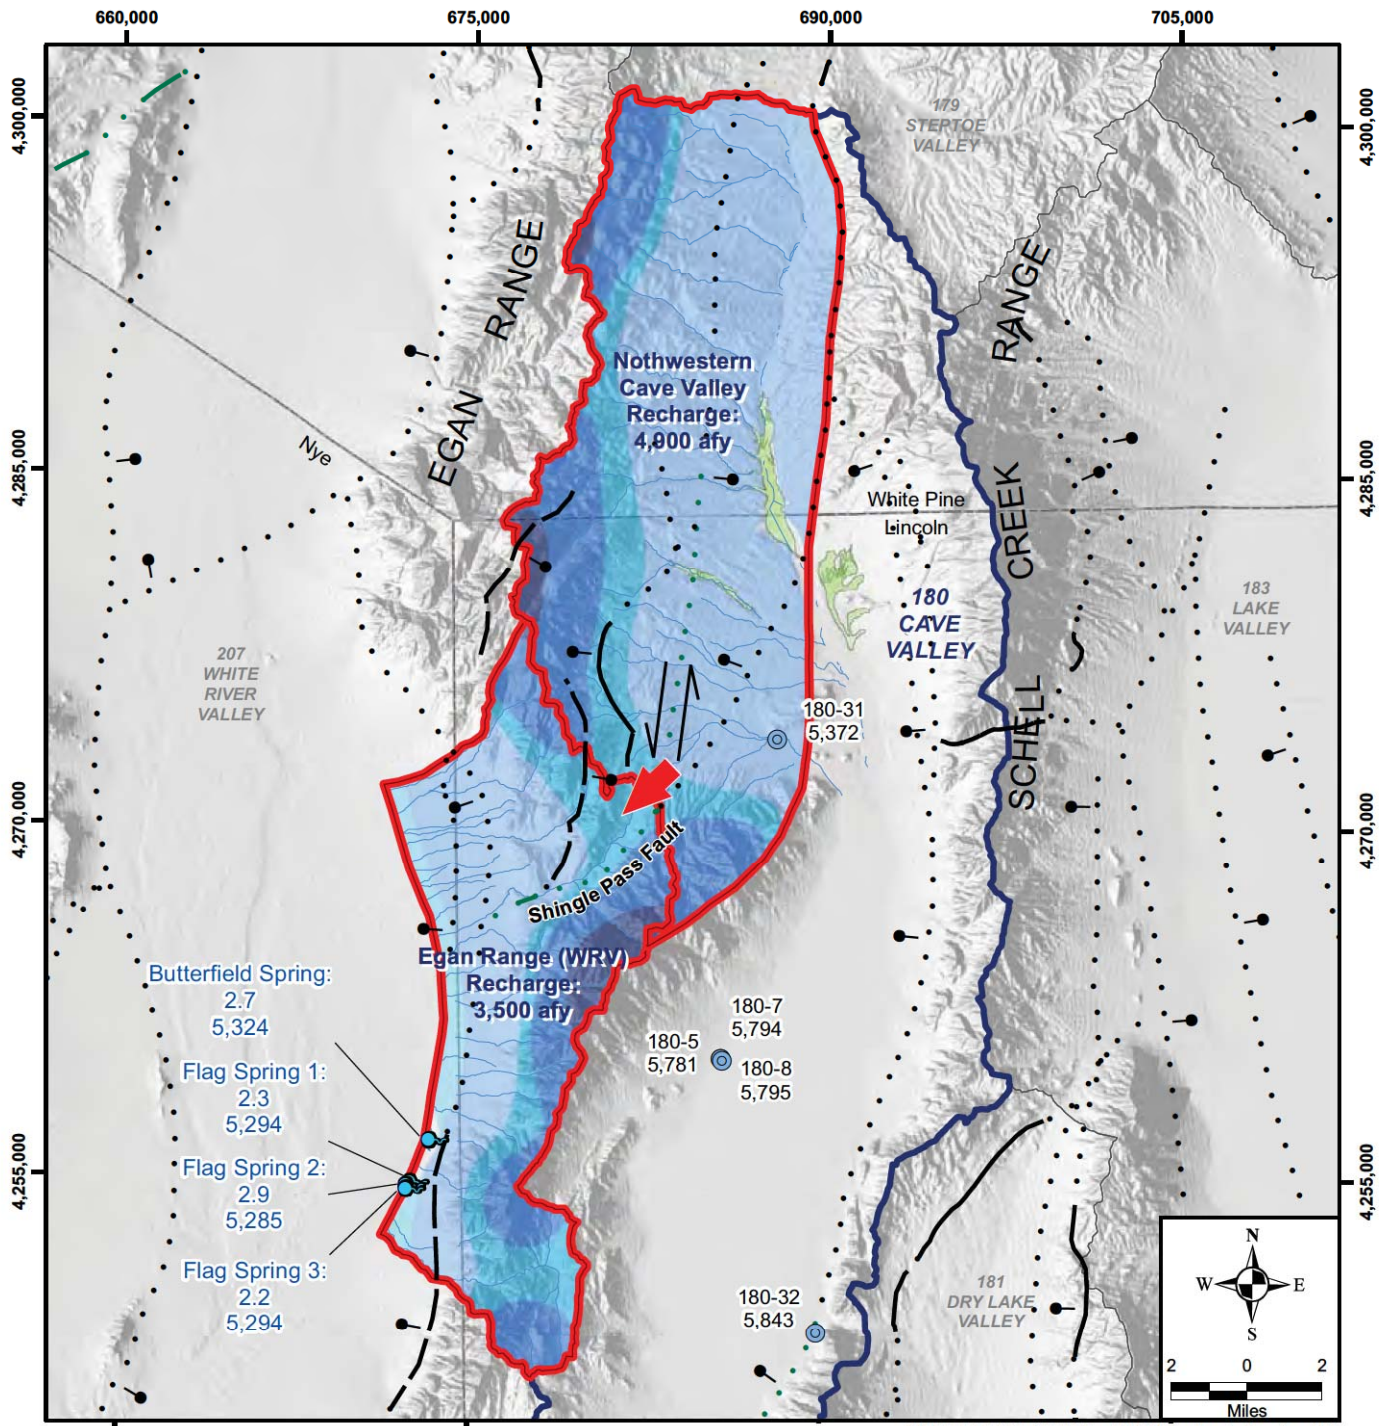 660,000
675,000
690,000
705,000
4,300,000
4,300,000
179
STEPTOE
VALLEY
EGAN RANGE
SCHELL CREEK RANGE
Nothwestern
Cave Valley
Recharge:
4,900 afy
4,285,000
4,285,000
Nye
White Pine
Lincoln
180
CAVE
VALLEY
183
LAKE
VALLEY
207
WHITE
RIVER
VALLEY
180-31
5,372
4,270,000
4,270,000
Shingle Pass Fault
Egan Range (WRV)
Recharge:
3,500 afy
Butterfield Spring:
2.7
5,324
Flag Spring 1:
2.3
5,294
Flag Spring 2:
2.9
5,285
Flag Spring 3:
2.2
5,294
180-7
5,794
180-5
5,781
180-8
5,795
4,255,000
4,255,000
180-32
5,843
181
DRY LAKE
VALLEY
N
W
E
S
2
0
2
Miles